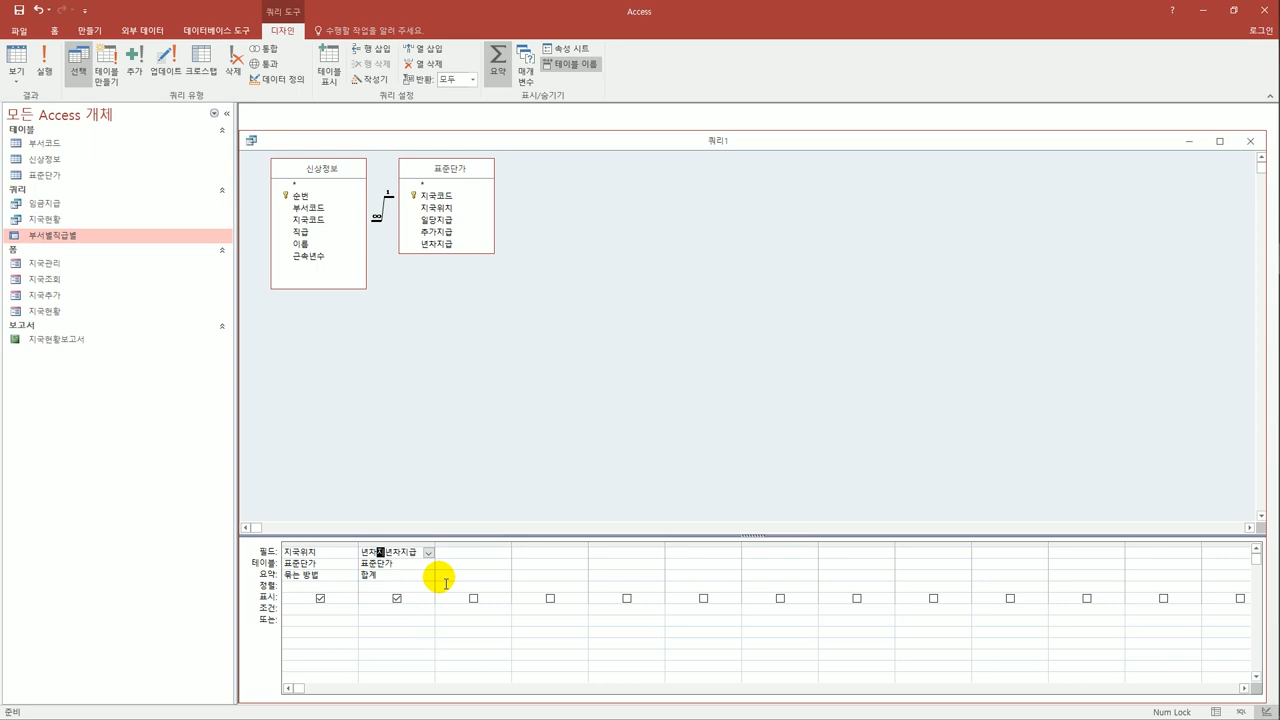 쿼리 도구
Access
?
파일 홈 만들기 외부 데이터 데이터베이스 도구 디자인 수행할 작업을 알려 주세요.
로그인
보기 실행 선택 테이블 만들기 추가 업데이트 크로스탭 삭제
통합
통과
데이터 정의
테이블 표시
행 삽입
행 삭제
작성기
열 삽입
열 삭제
반환: 모두
요약
매개 변수
속성 시트
테이블 이름
결과 쿼리 유형 쿼리 설정 표시/숨기기
모든 Access 개체
테이블
부서코드
신상정보
표준단가
쿼리
임금지급
지국현황
부서별직급별
폼
지국관리
지국조회
지국추가
지국현황
보고서
지국현황보고서
쿼리1
신상정보
*
순번
부서코드
지국코드
직급
이름
근속년수
1
∞
표준단가
*
지국코드
지국위치
일당지급
추가지급
년차지급
필드: 지국위치 년차지년차지급
테이블: 표준단가 표준단가
요약: 묶는 방법 합계
정렬:
표시:
조건:
또는:
준비
Num Lock
SQL